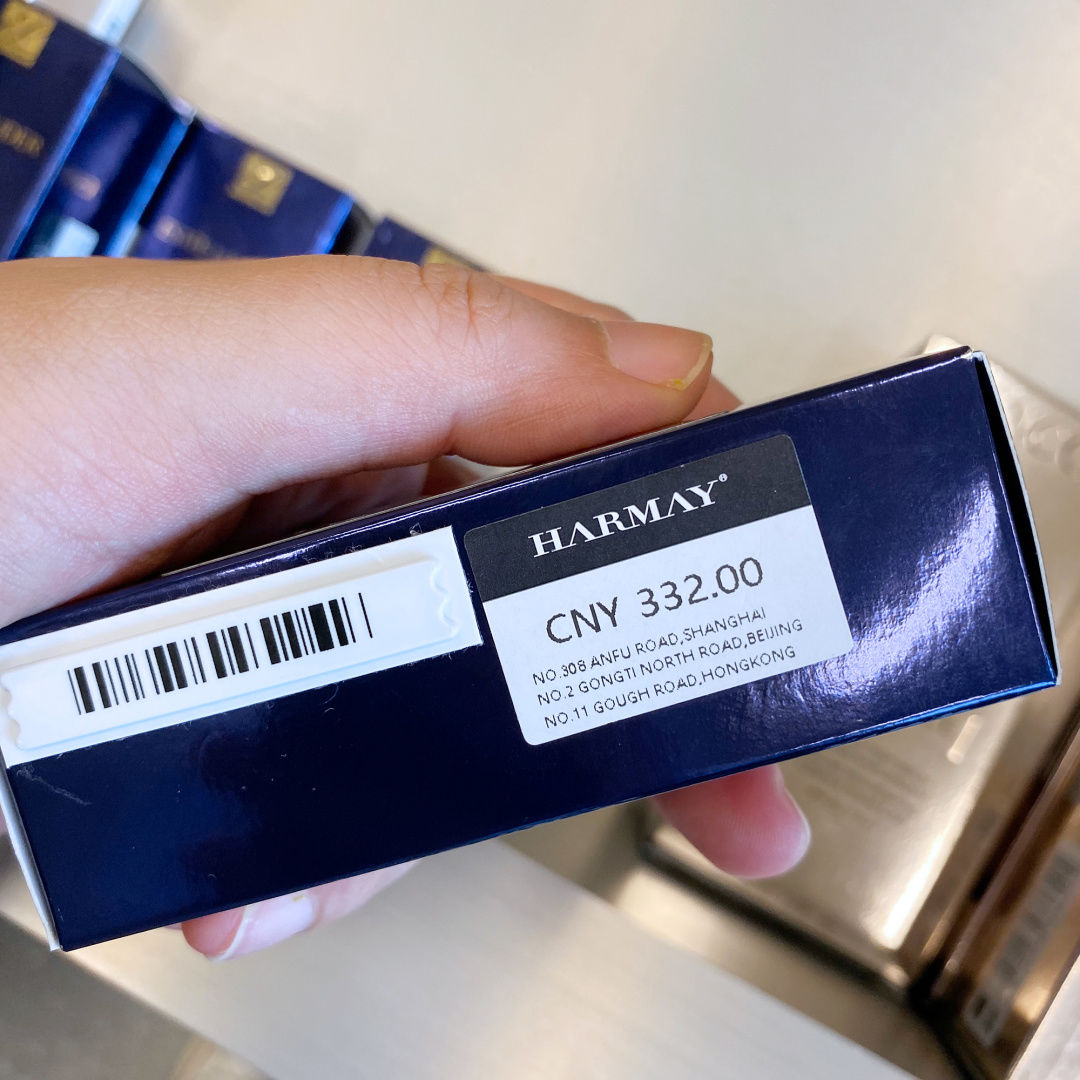 HARMAY®
CNY 332.00
NO.308 ANFU ROAD,SHANGHAI
NO.2 GONGTI NORTH ROAD,BEIJING
NO.11 GOUGH ROAD,HONGKONG